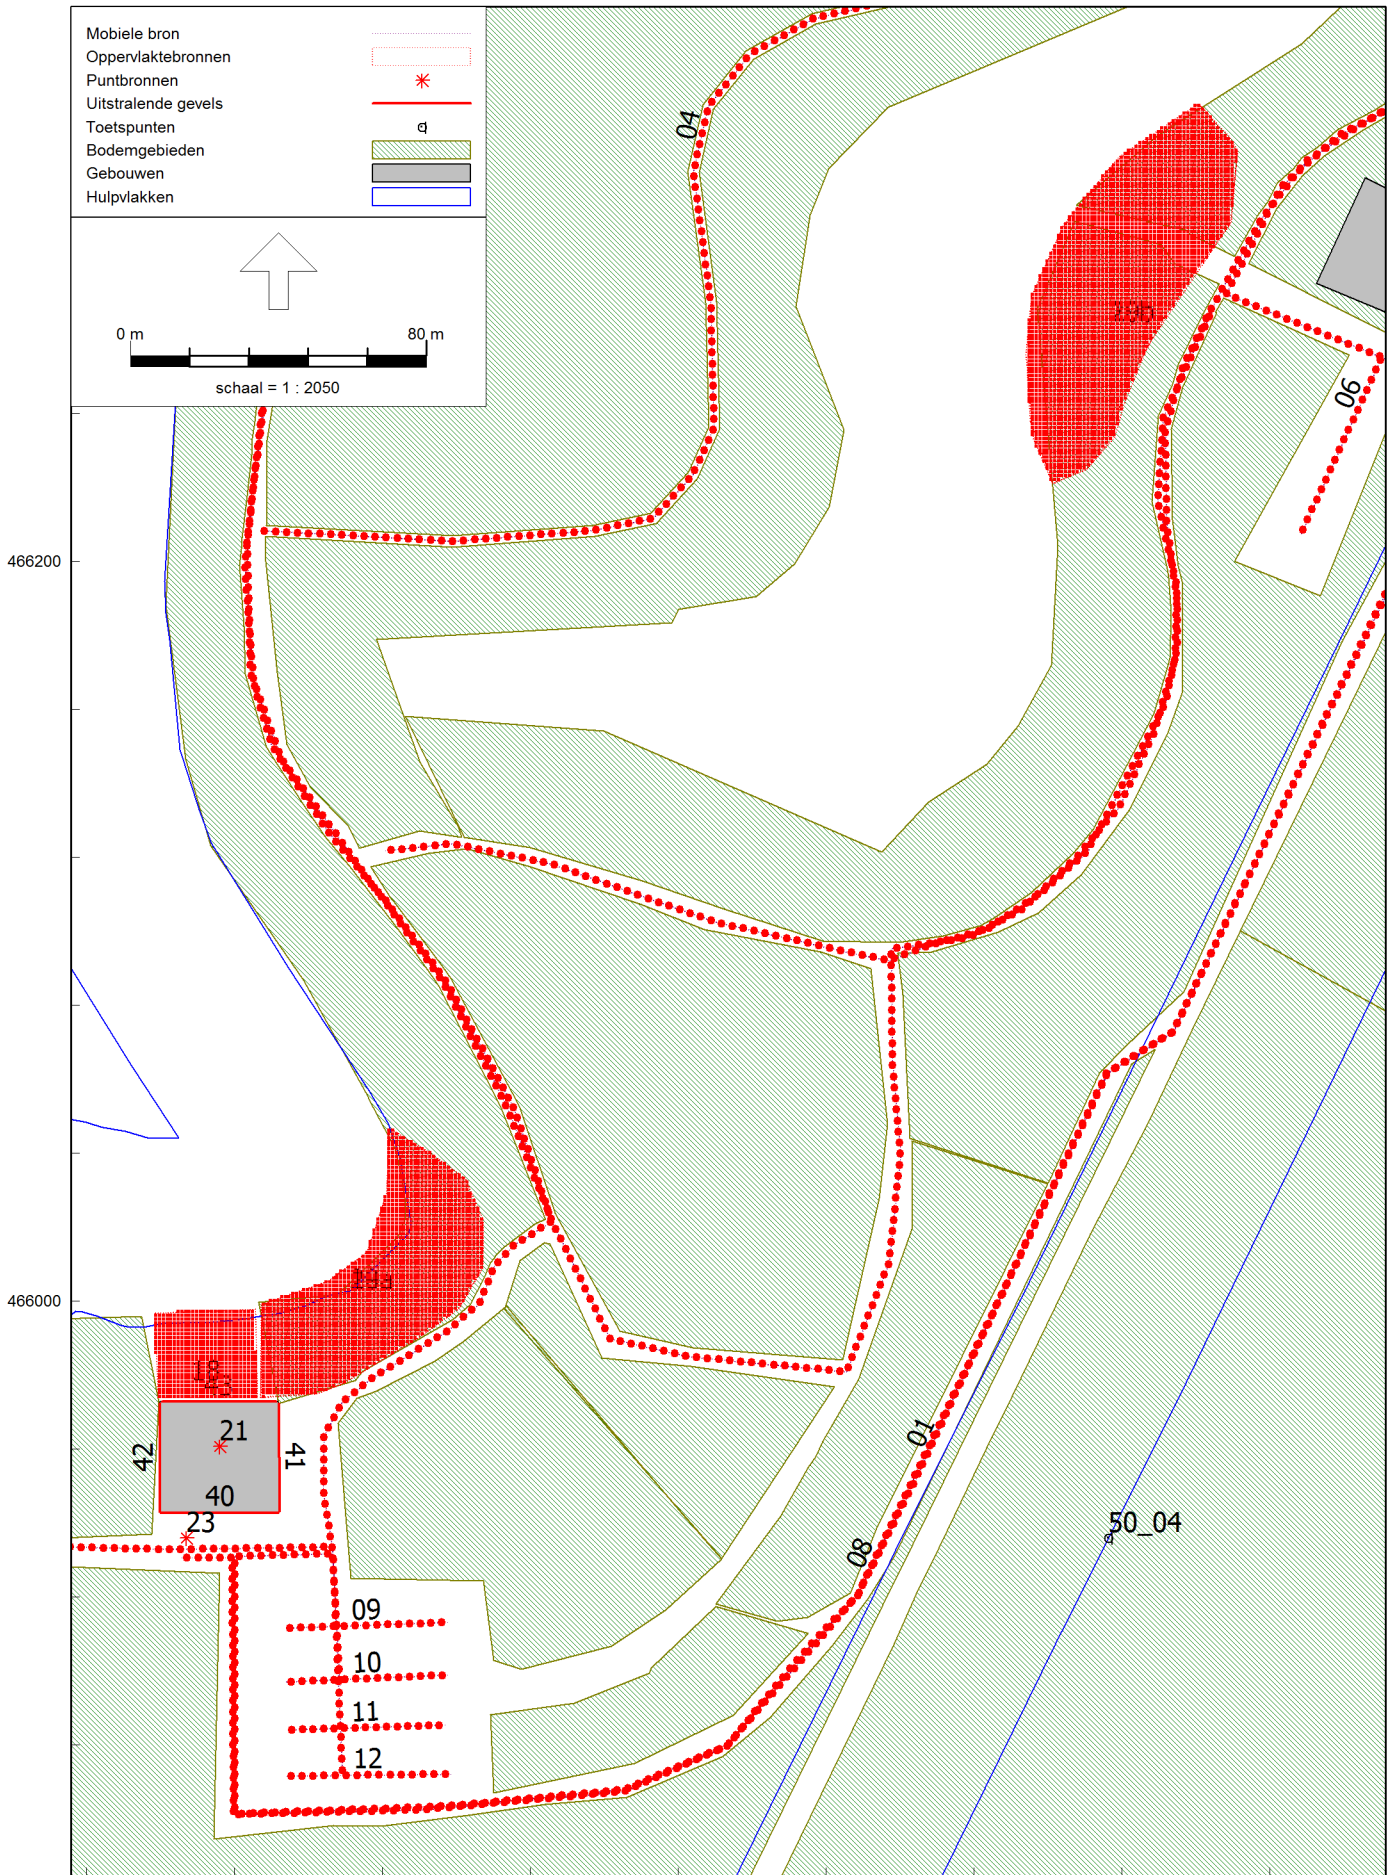 Mobiele bron
Oppervlaktebronnen
Puntbronnen
Uitstralende gevels
Toetspunten
Bodemgebieden
Gebouwen
Hulpvlakken
0 m 80 m
schaal = 1 : 2050
04
06
466200
466000
18
21
42
41
40
23
01
08
50_04
09
10
11
12